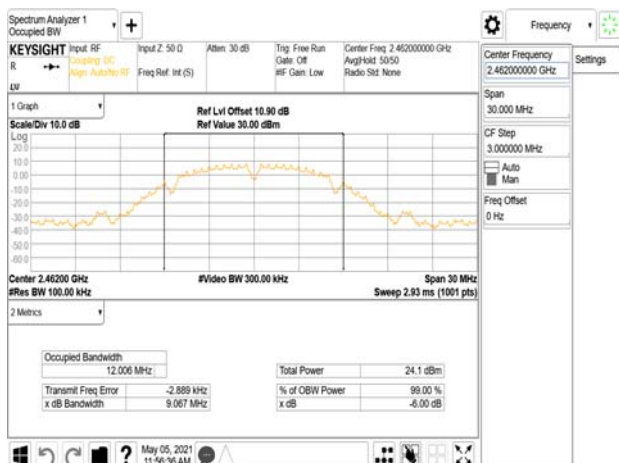 Spectrum Analyzer 1
Occupied BW
Frequency
KEYSIGHT
R
LXI
Input: RF
Coupling: DC
Align: Auto/No RF
Input Z: 50 Ω
Freq Ref: Int (S)
Atten: 30 dB
Trig: Free Run
Gate: Off
#IF Gain: Low
Center Freq: 2.462000000 GHz
Avg|Hold: 50/50
Radio Std: None
Center Frequency
2.462000000 GHz
Settings
Span
30.000 MHz
CF Step
3.000000 MHz
Auto
Man
Freq Offset
0 Hz
1 Graph
Scale/Div 10.0 dB
Ref Lvl Offset 10.90 dB
Ref Value 30.00 dBm
Log
20.0
10.0
0.00
-10.0
-20.0
-30.0
-40.0
-50.0
-60.0
Center 2.46200 GHz
#Res BW 100.00 kHz
#Video BW 300.00 kHz
Span 30 MHz
Sweep 2.93 ms (1001 pts)
2 Metrics
Occupied Bandwidth
12.006 MHz
Total Power 24.1 dBm
Transmit Freq Error -2.889 kHz
% of OBW Power 99.00 %
x dB Bandwidth 9.067 MHz
x dB -6.00 dB
May 05, 2021
11:56:36 AM